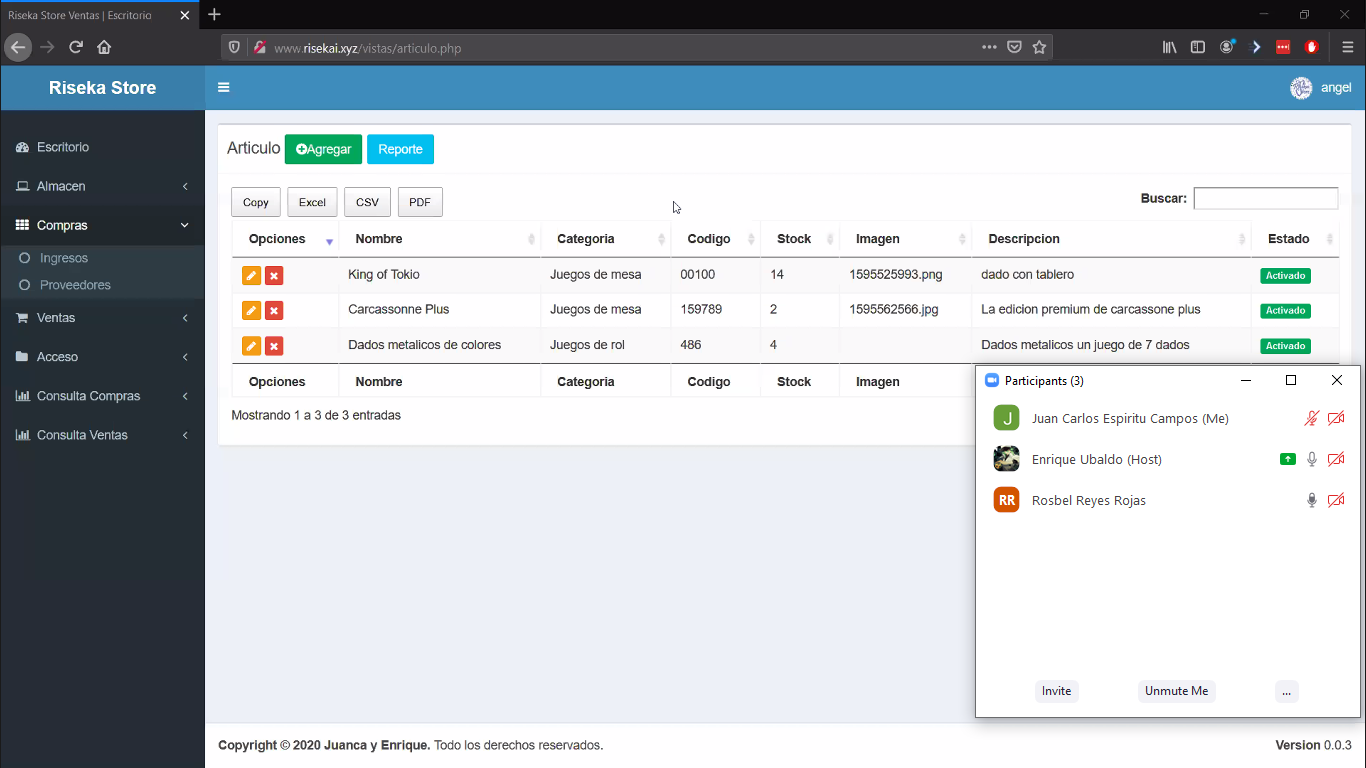 Riseka Store Ventas | Escritorio
www.risekai.xyz/vistas/articulo.php
Riseka Store
angel
Escritorio
Almacen
Compras
Ingresos
Proveedores
Ventas
Acceso
Consulta Compras
Consulta Ventas
Articulo Agregar Reporte
Copy Excel CSV PDF
Buscar:
Opciones Nombre Categoria Codigo Stock Imagen Descripcion Estado
King of Tokio Juegos de mesa 00100 14 1595525993.png dado con tablero Activado
Carcassonne Plus Juegos de mesa 159789 2 1595562566.jpg La edicion premium de carcassone plus Activado
Dados metalicos de colores Juegos de rol 486 4 Dados metalicos un juego de 7 dados Activado
Opciones Nombre Categoria Codigo Stock Imagen
Mostrando 1 a 3 de 3 entradas
Participants (3)
J Juan Carlos Espiritu Campos (Me)
Enrique Ubaldo (Host)
RR Rosbel Reyes Rojas
Invite Unmute Me ...
Copyright © 2020 Juanca y Enrique. Todo los derechos reservados.
Version 0.0.3